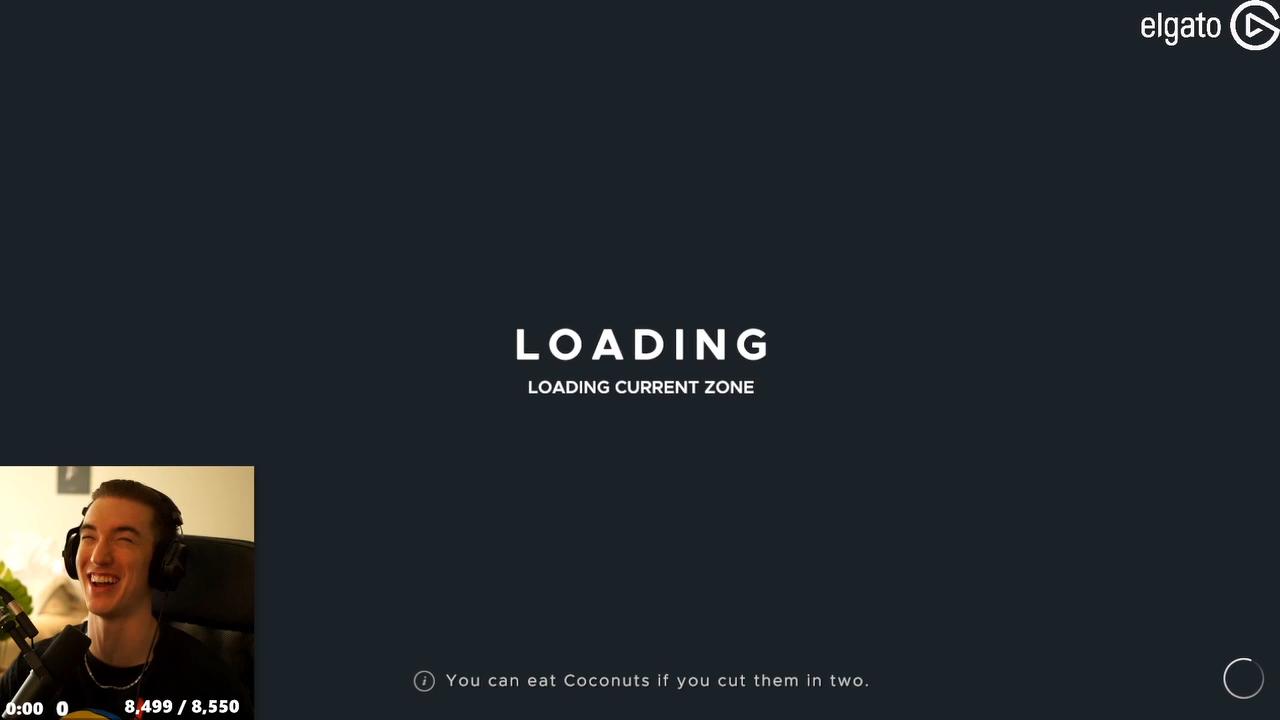 elgato
LOADING
LOADING CURRENT ZONE
You can eat Coconuts if you cut them in two.
0:00 0 8,499 / 8,550